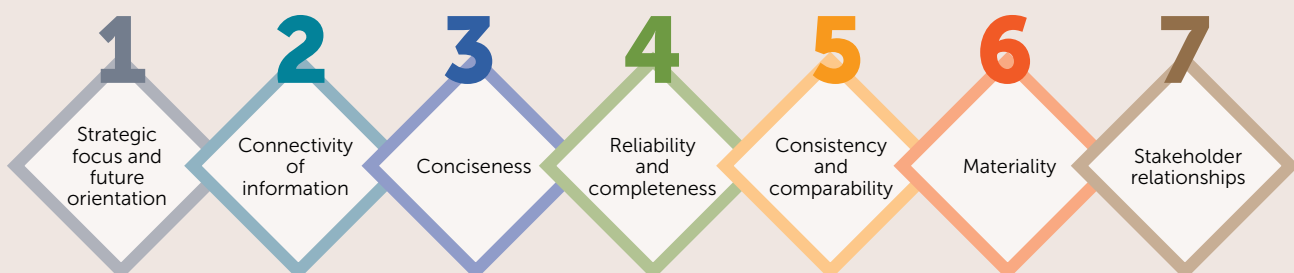 1
Strategic
focus and
future
orientation
2
Connectivity
of
information
3
Conciseness
4
Reliability
and
completeness
5
Consistency
and
comparability
6
Materiality
7
Stakeholder
relationships